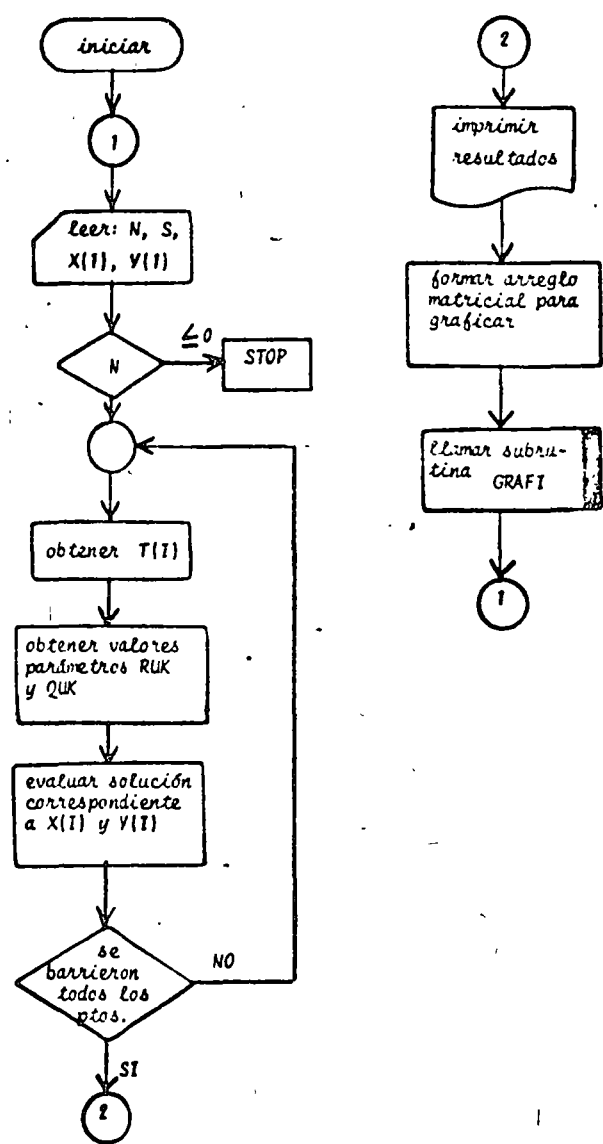 iniciar
1
leer: N, S,
X(I), Y(I)
N
≤ 0
STOP
obtener T(I)
obtener valores
parámetros RUK
y QUK
evaluar solución
correspondiente
a X(I) y Y(I)
se
barrieron
todos los
ptos.
NO
SI
2
2
imprimir
resultados
formar arreglo
matricial para
graficar
llamar subru-
tina GRAFI
1